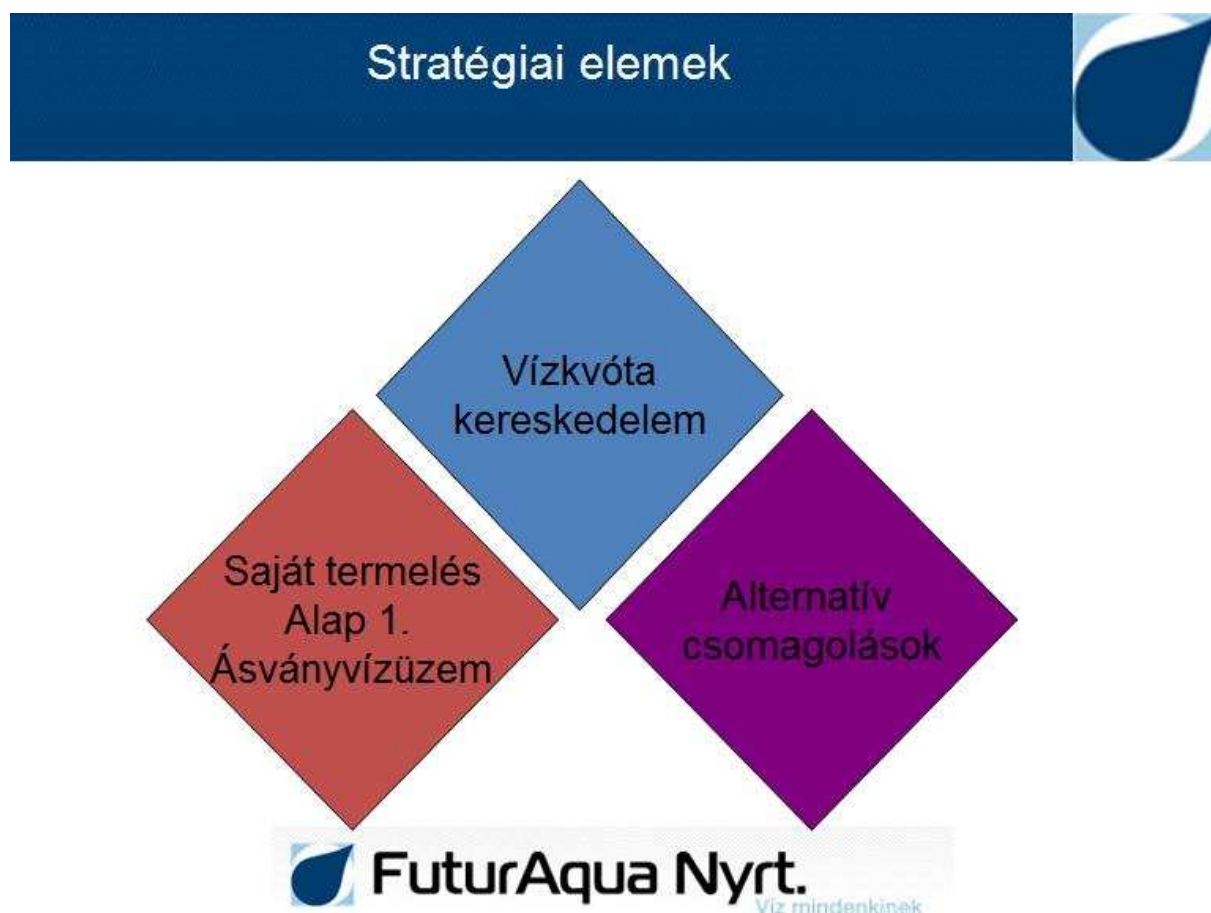 Stratégiai elemek
Vízkvóta
kereskedelem
Saját termelés
Alap 1.
Ásványvízüzem
Alternatív
csomagolások
FuturAqua Nyrt.
Víz mindenkinek